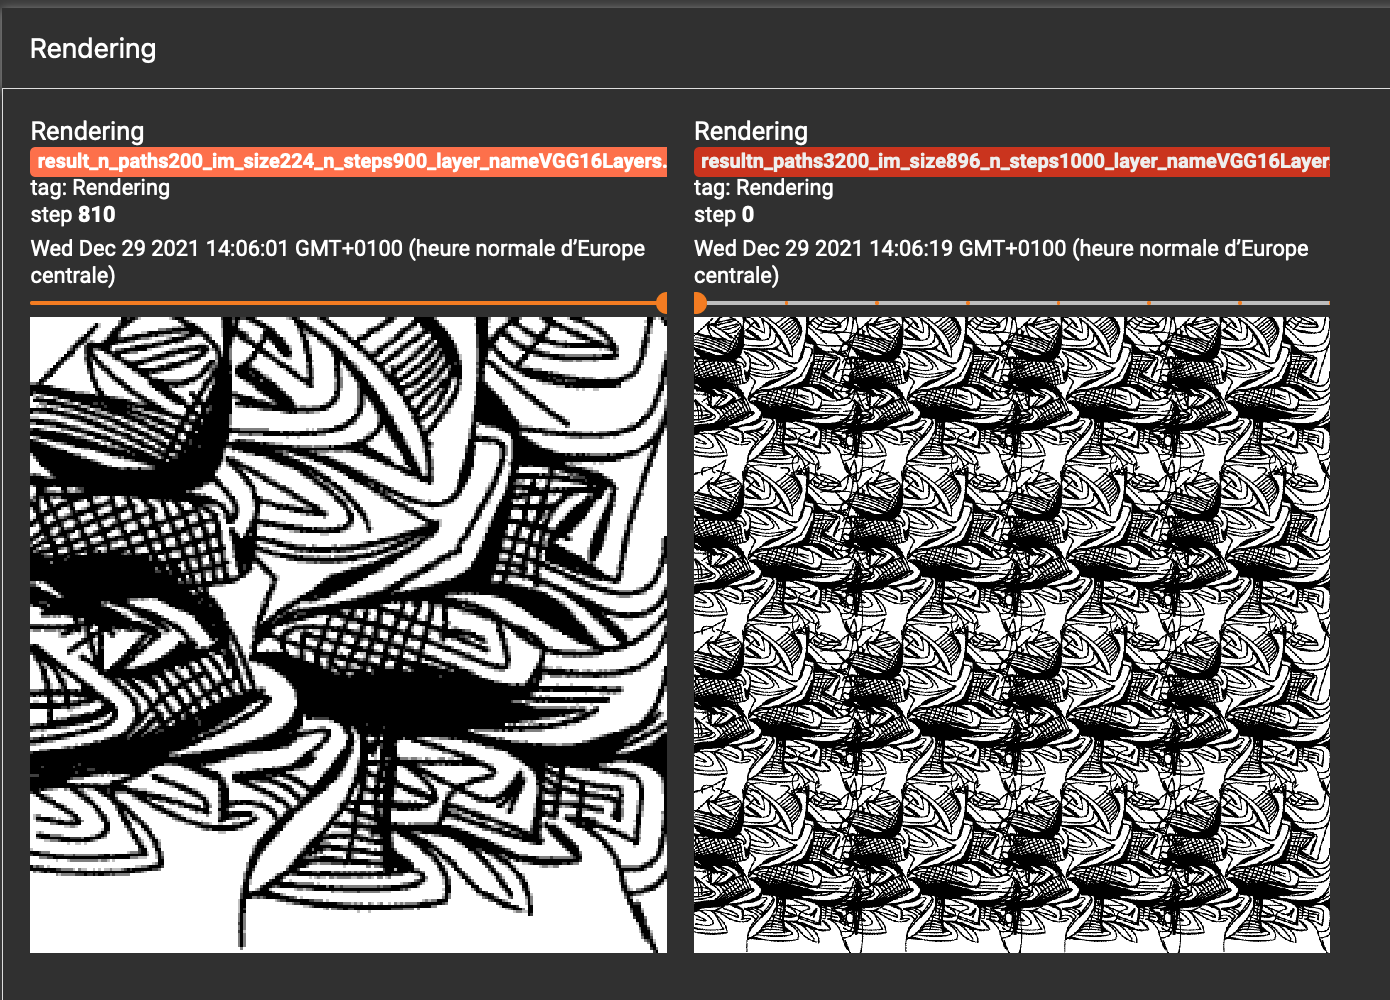 Rendering
Rendering
result_n_paths200_im_size224_n_steps900_layer_nameVGG16Layers.
tag: Rendering
step 810
Wed Dec 29 2021 14:06:01 GMT+0100 (heure normale d’Europe
centrale)
Rendering
resultn_paths3200_im_size896_n_steps1000_layer_nameVGG16Layer
tag: Rendering
step 0
Wed Dec 29 2021 14:06:19 GMT+0100 (heure normale d’Europe
centrale)